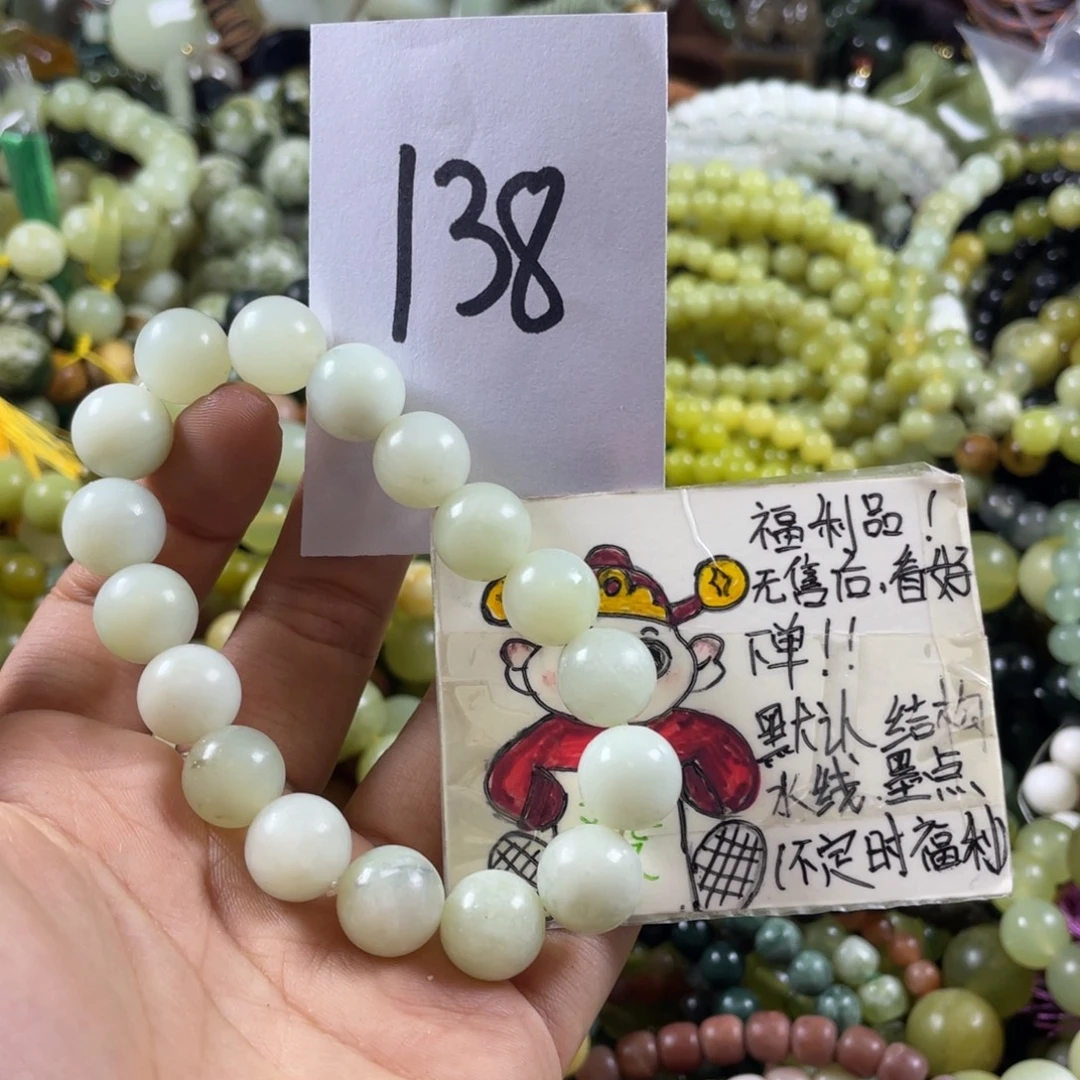 138
福利品！
无售后，看好
弹！！
默认 结构
水线 墨点
（不定时福利）